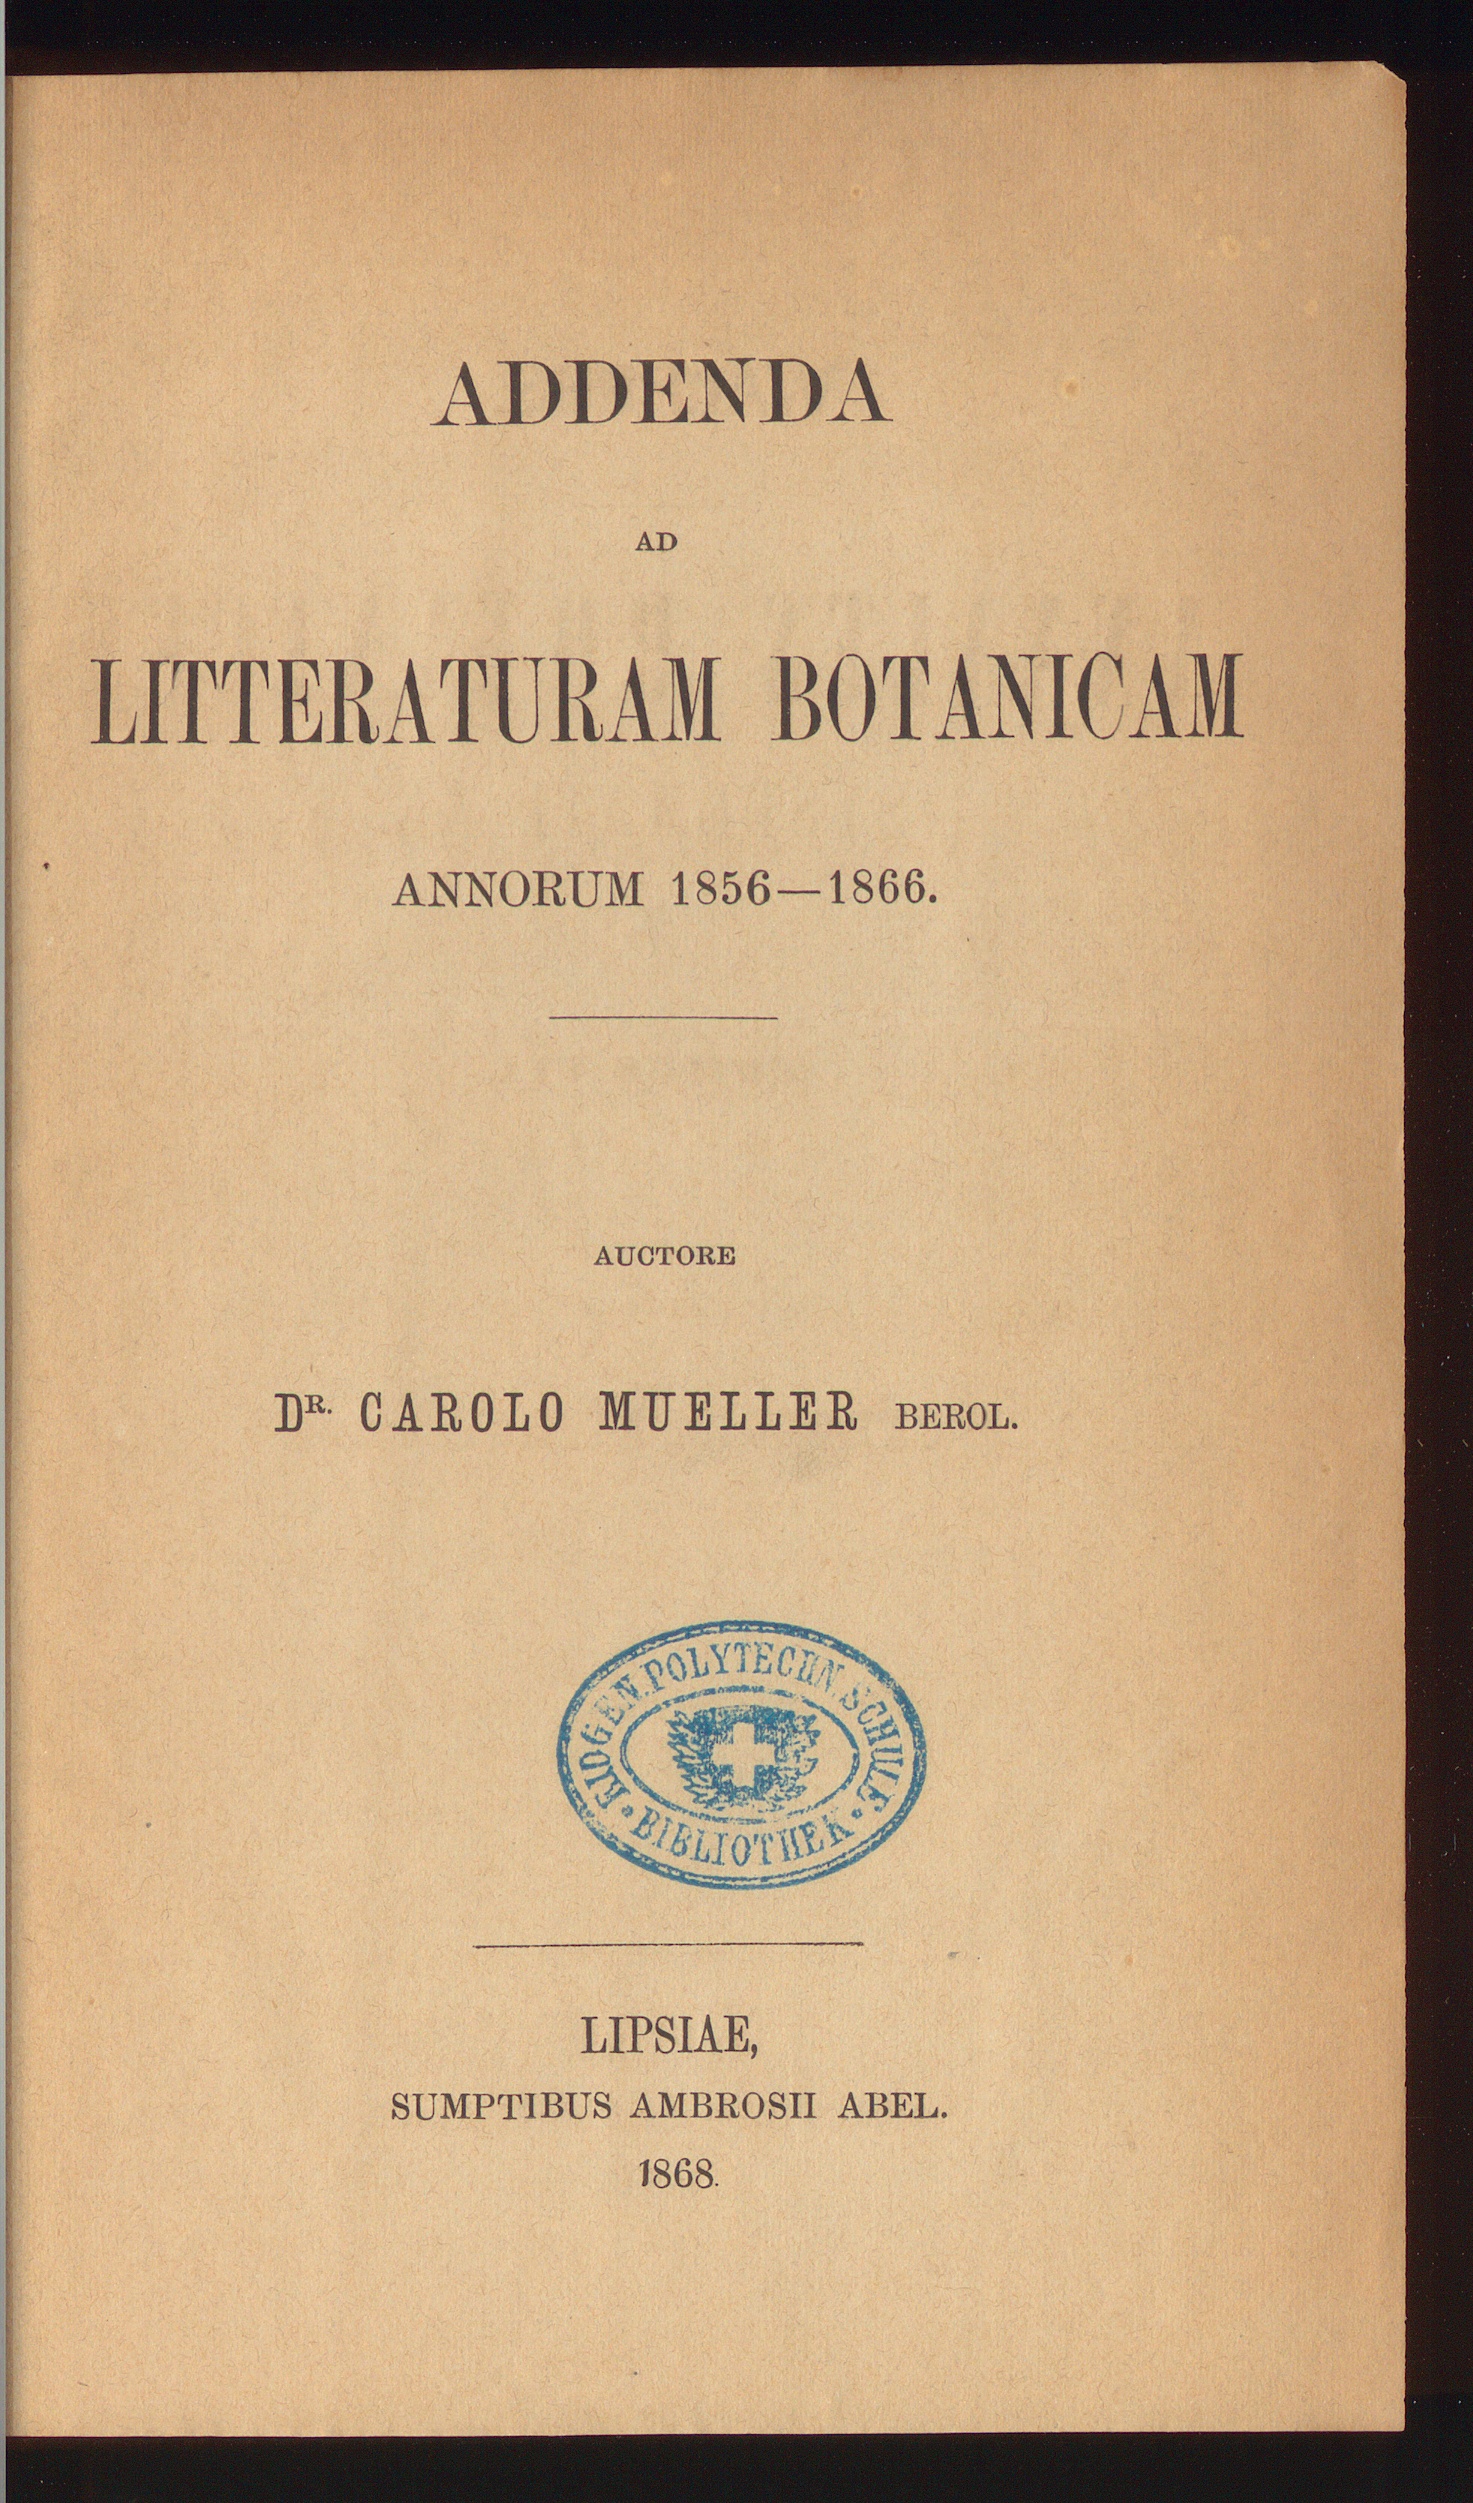 ADDENDA
AD
LITTERATURAM BOTANICAM
ANNORUM 1856—1866.
AUCTORE
DR. CAROLO MUELLER BEROL.
EIDGEN. POLYTECHN. SCHULE
• BIBLIOTHEK •
LIPSIAE,
SUMPTIBUS AMBROSII ABEL.
1868.